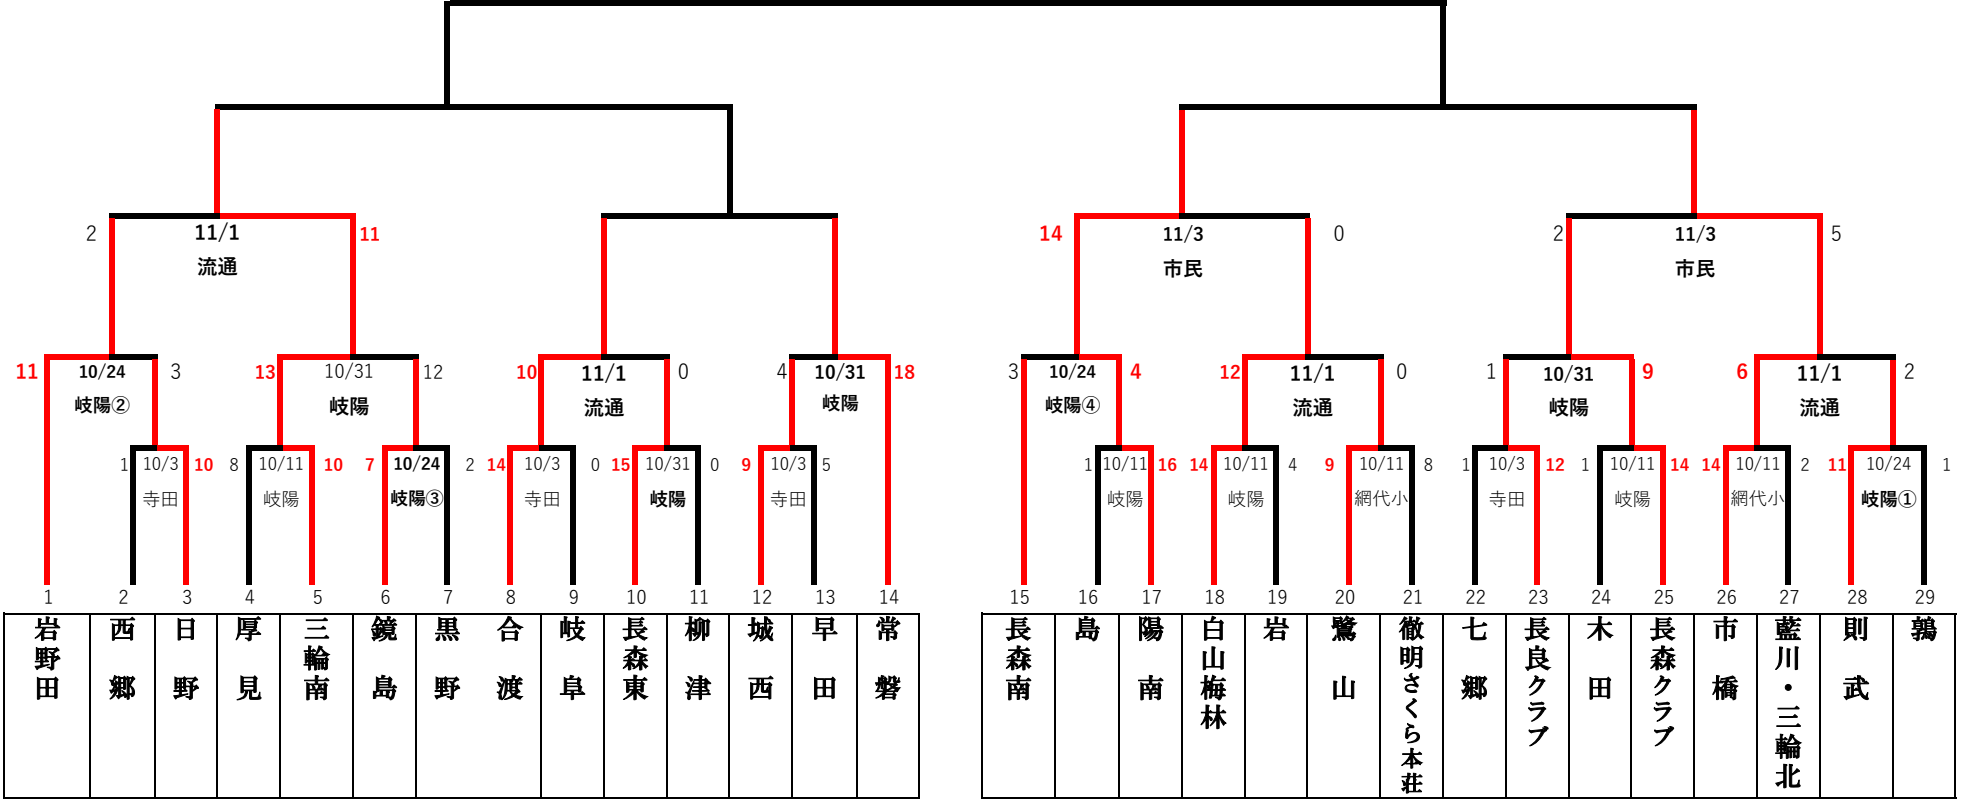 2 11/1 11 14 11/3 0 2 11/3 5
流通 市民 市民
11 10/24 3 13 10/31 12 10 11/1 0 4 10/31 18 3 10/24 4 12 11/1 0 1 10/31 9 6 11/1 2
岐陽② 岐陽 流通 岐陽 岐陽④ 流通 岐陽 流通
1 10/3 10 8 10/11 10 7 10/24 2 14 10/3 0 15 10/31 0 9 10/3 5 1 10/11 16 14 10/11 4 9 10/11 8 1 10/3 12 1 10/11 14 14 10/11 2 11 10/24 1
寺田 岐陽 岐陽③ 寺田 岐陽 寺田 岐陽 岐陽 網代小 寺田 岐陽 網代小 岐陽①
1 2 3 4 5 6 7 8 9 10 11 12 13 14 15 16 17 18 19 20 21 22 23 24 25 26 27 28 29
岩野田
西郷
日野
厚見
三輪南
鏡島
黒野
合渡
岐阜
長森東
柳津
城西
早田
常磐
長森南
島
陽南
白山梅林
岩
鷺山
徹明さくら本荘
七郷
長良クラブ
木田
長森クラブ
市橋
藍川・三輪北
則武
鶉